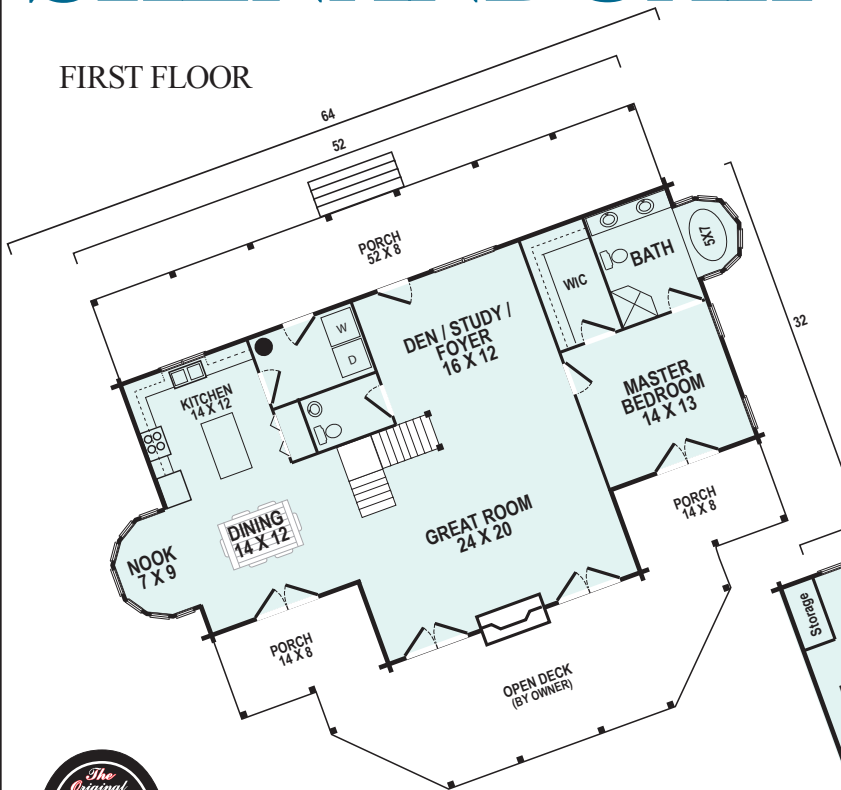 FIRST FLOOR
64
52
PORCH
52 X 8
5X7
BATH
WIC
32
W
D
DEN / STUDY /
FOYER
16 X 12
KITCHEN
14 X 12
MASTER
BEDROOM
14 X 13
PORCH
14 X 8
GREAT ROOM
24 X 20
DINING
14 X 12
NOOK
7 X 9
Storage
PORCH
14 X 8
OPEN DECK
(BY OWNER)
The
Original